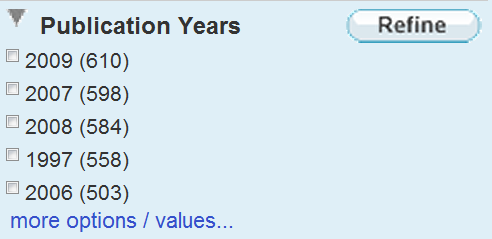 Publication Years Refine
2009 (610)
2007 (598)
2008 (584)
1997 (558)
2006 (503)
more options / values...